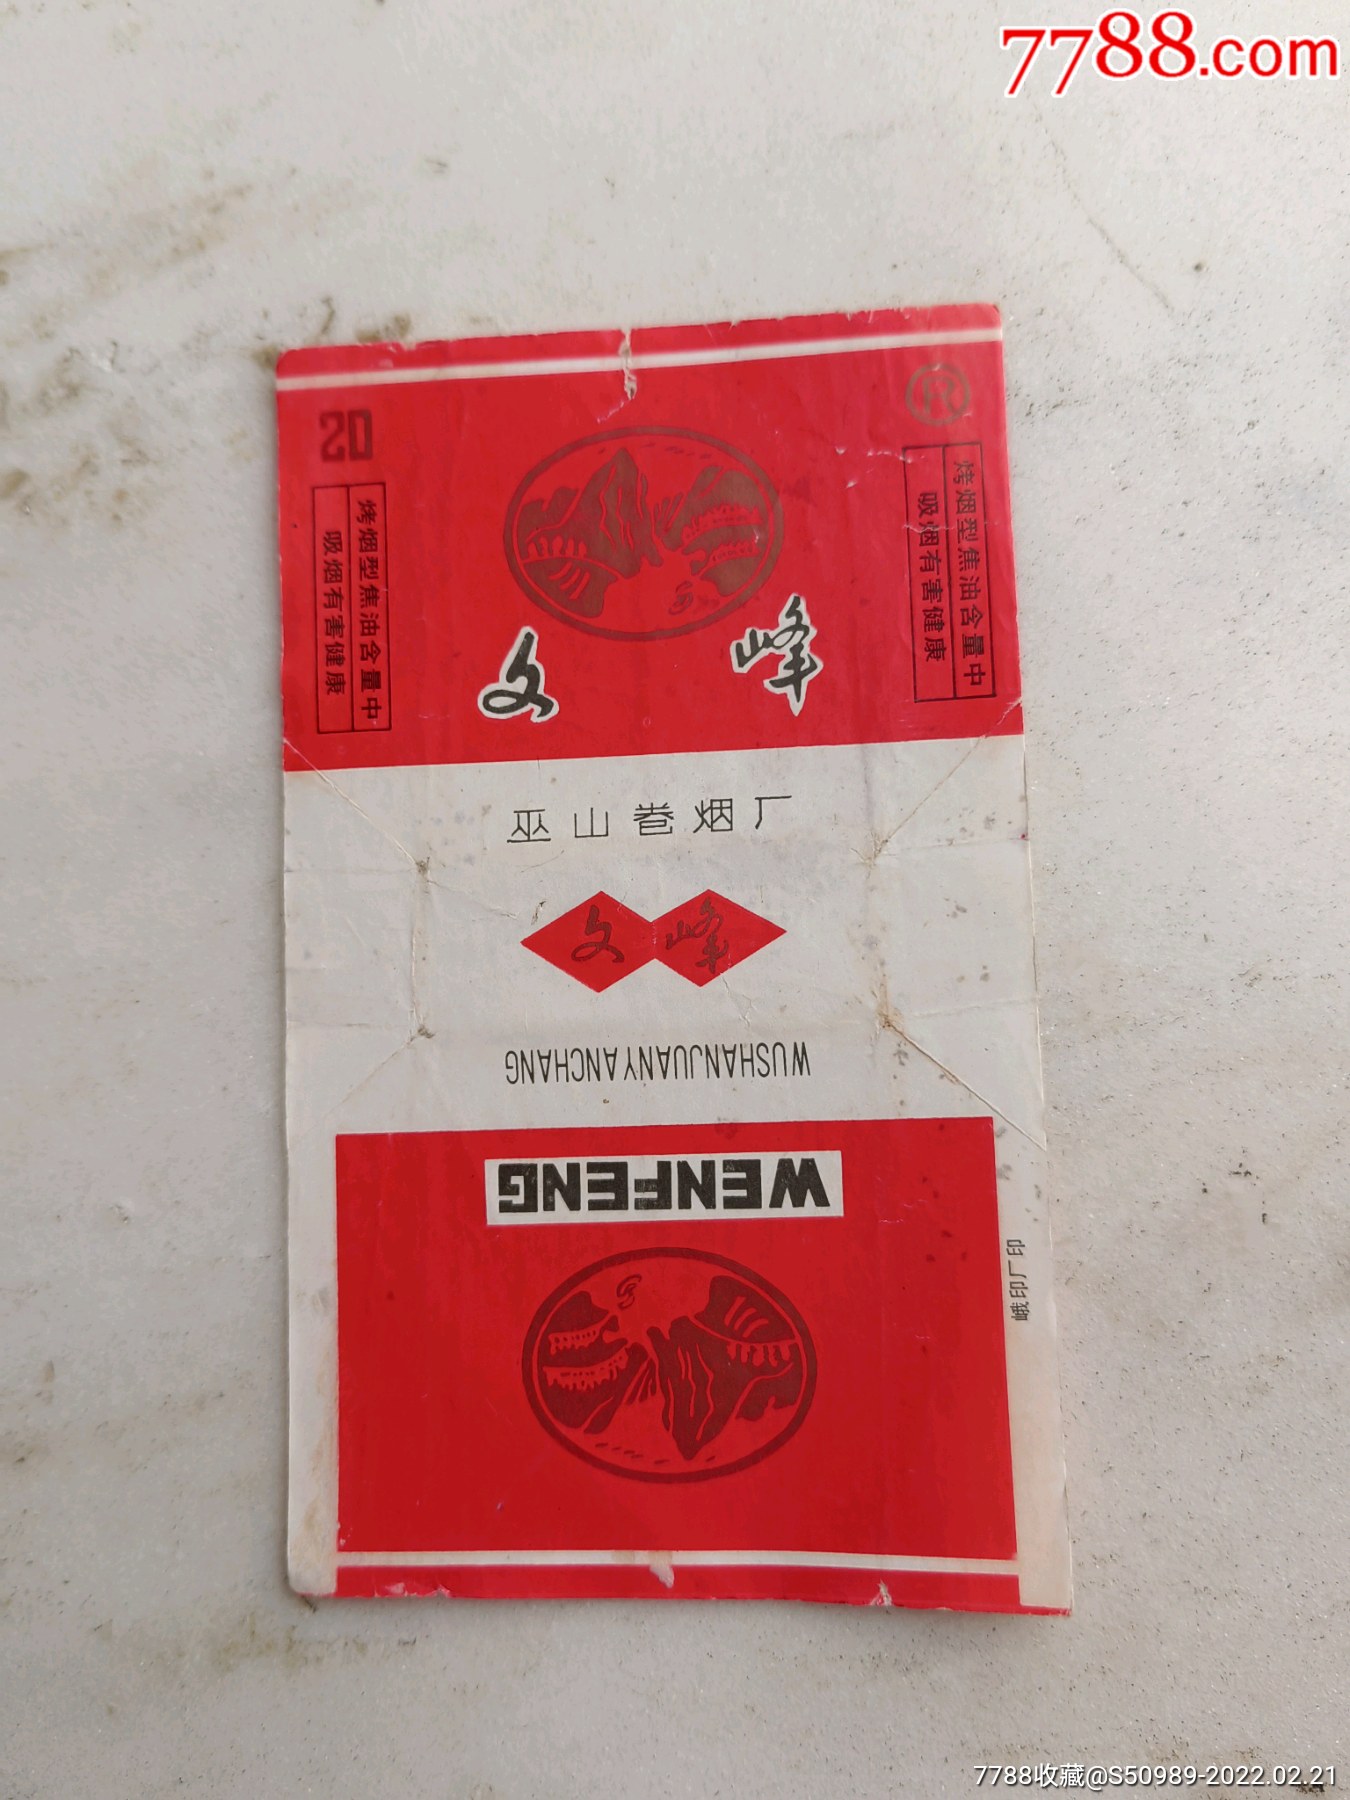 7788.com
20
R
烤烟型焦油含量中
吸烟有害健康
烤烟型焦油含量中
吸烟有害健康
文峰
巫山卷烟厂
文峰
WUSHANJUANYANCHANG
WENFENG
峨印厂印
7788收藏@S50989-2022.02.21